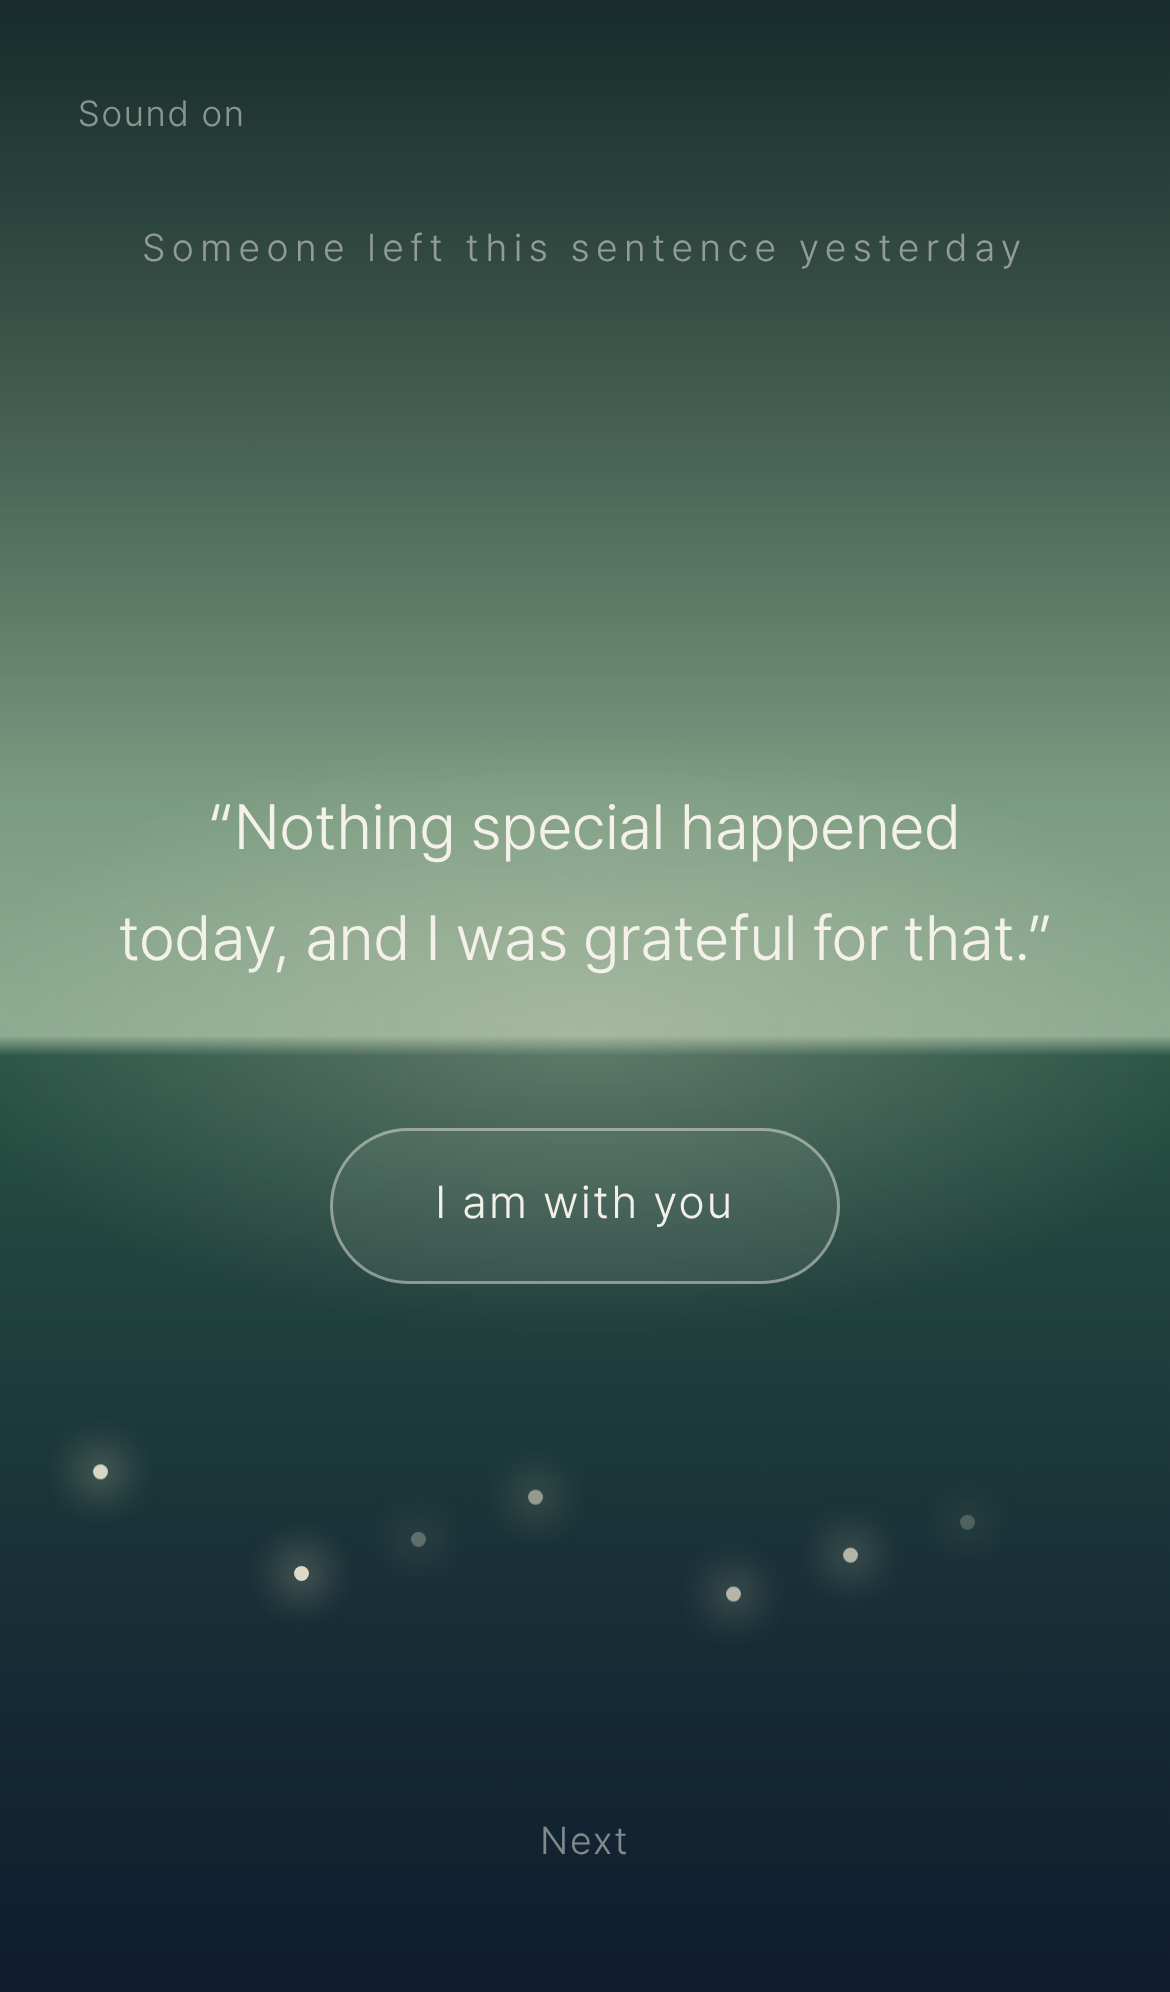 Sound on
Someone left this sentence yesterday
“Nothing special happened
today, and I was grateful for that.”
I am with you
Next